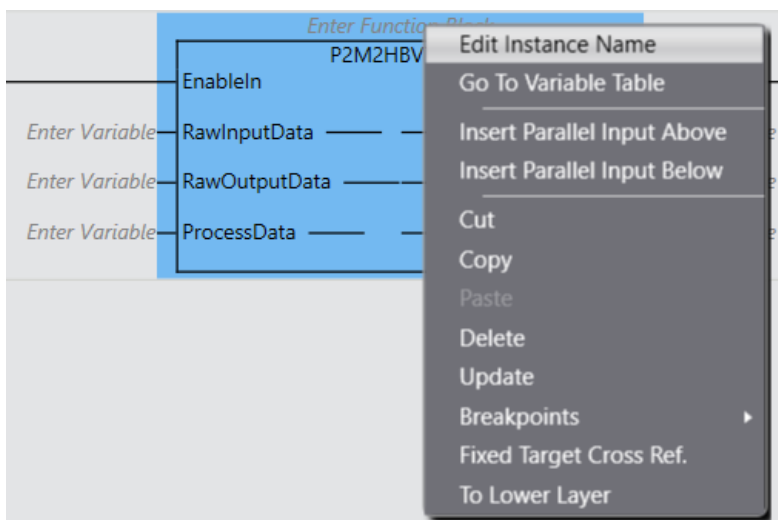 Enter Function Block
P2M2HBV
EnableIn
Enter Variable RawInputData
Enter Variable RawOutputData
Enter Variable ProcessData
Edit Instance Name
Go To Variable Table
Insert Parallel Input Above
Insert Parallel Input Below
Cut
Copy
Paste
Delete
Update
Breakpoints
Fixed Target Cross Ref.
To Lower Layer